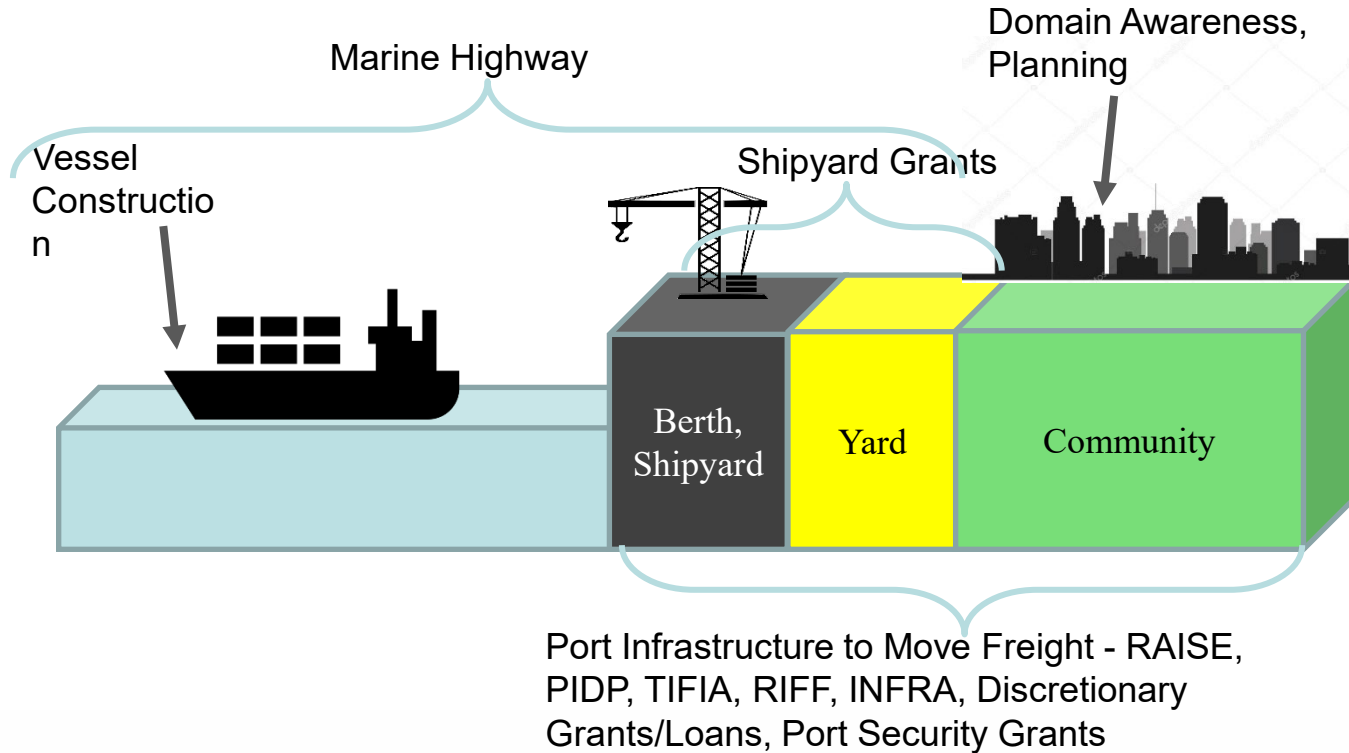 Domain Awareness,
Planning
Marine Highway
Vessel
Constructio
n
Shipyard Grants
Berth,
Shipyard
Yard
Community
Port Infrastructure to Move Freight - RAISE,
PIDP, TIFIA, RIFF, INFRA, Discretionary
Grants/Loans, Port Security Grants